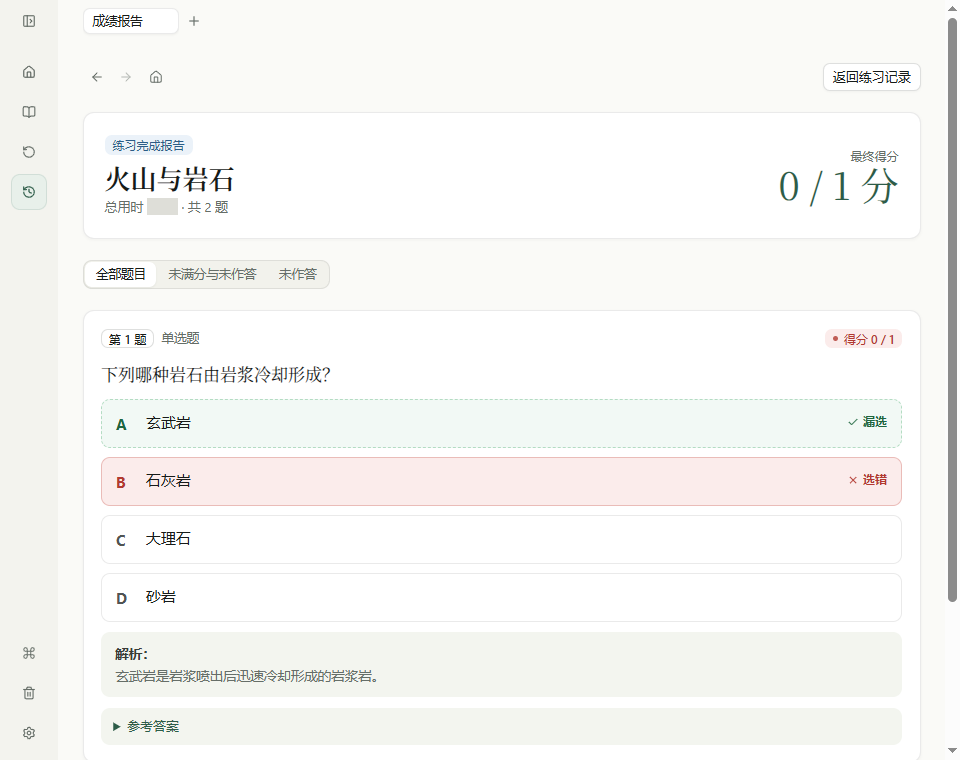 成绩报告
返回练习记录
练习完成报告
火山与岩石
总用时 · 共 2 题
最终得分
0 / 1 分
全部题目 未满分与未作答 未作答
第 1 题 单选题
得分 0 / 1
下列哪种岩石由岩浆冷却形成?
A 玄武岩 漏选
B 石灰岩 选错
C 大理石
D 砂岩
解析：
玄武岩是岩浆喷出后迅速冷却形成的岩浆岩。
参考答案